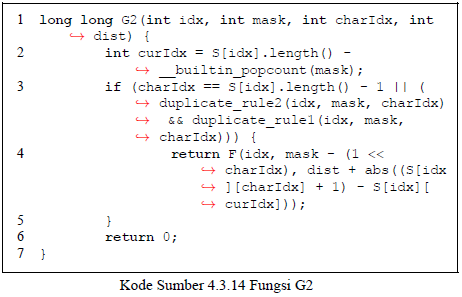 1 long long G2(int idx, int mask, int charIdx, int
↪ dist) {
2 int curIdx = S[idx].length() -
↪ __builtin_popcount(mask);
3 if (charIdx == S[idx].length() - 1 || (
↪ duplicate_rule2(idx, mask, charIdx)
↪ && duplicate_rule1(idx, mask,
↪ charIdx))) {
4 return F(idx, mask - (1 <<
↪ charIdx), dist + abs((S[idx
↪ ][charIdx] + 1) - S[idx][
↪ curIdx]));
5 }
6 return 0;
7 }
Kode Sumber 4.3.14 Fungsi G2